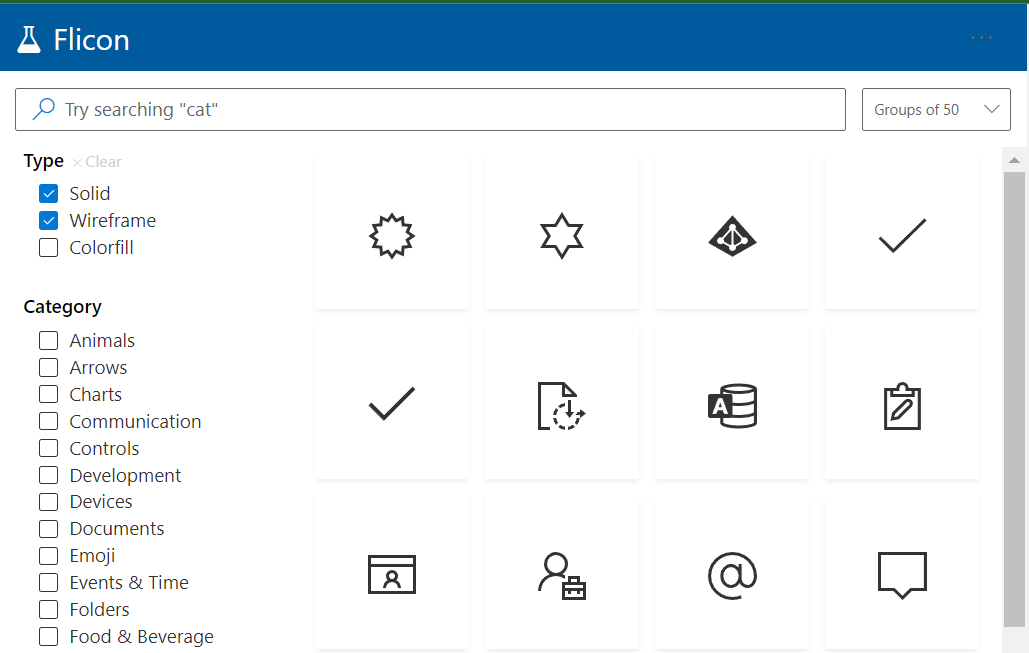 Flicon
...
Try searching "cat"
Groups of 50
Type × Clear
Solid
Wireframe
Colorfill
Category
Animals
Arrows
Charts
Communication
Controls
Development
Devices
Documents
Emoji
Events & Time
Folders
Food & Beverage
A
@